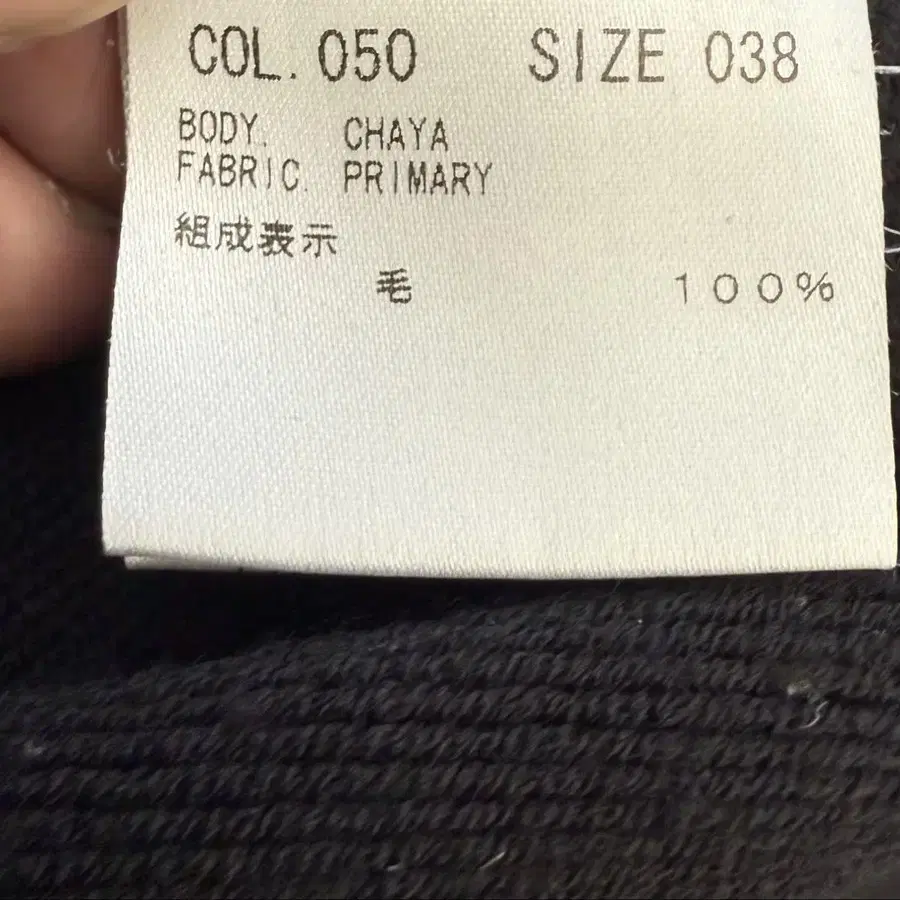 COL. 050 SIZE 038
BODY. CHAYA
FABRIC. PRIMARY
組成表示
毛 100%